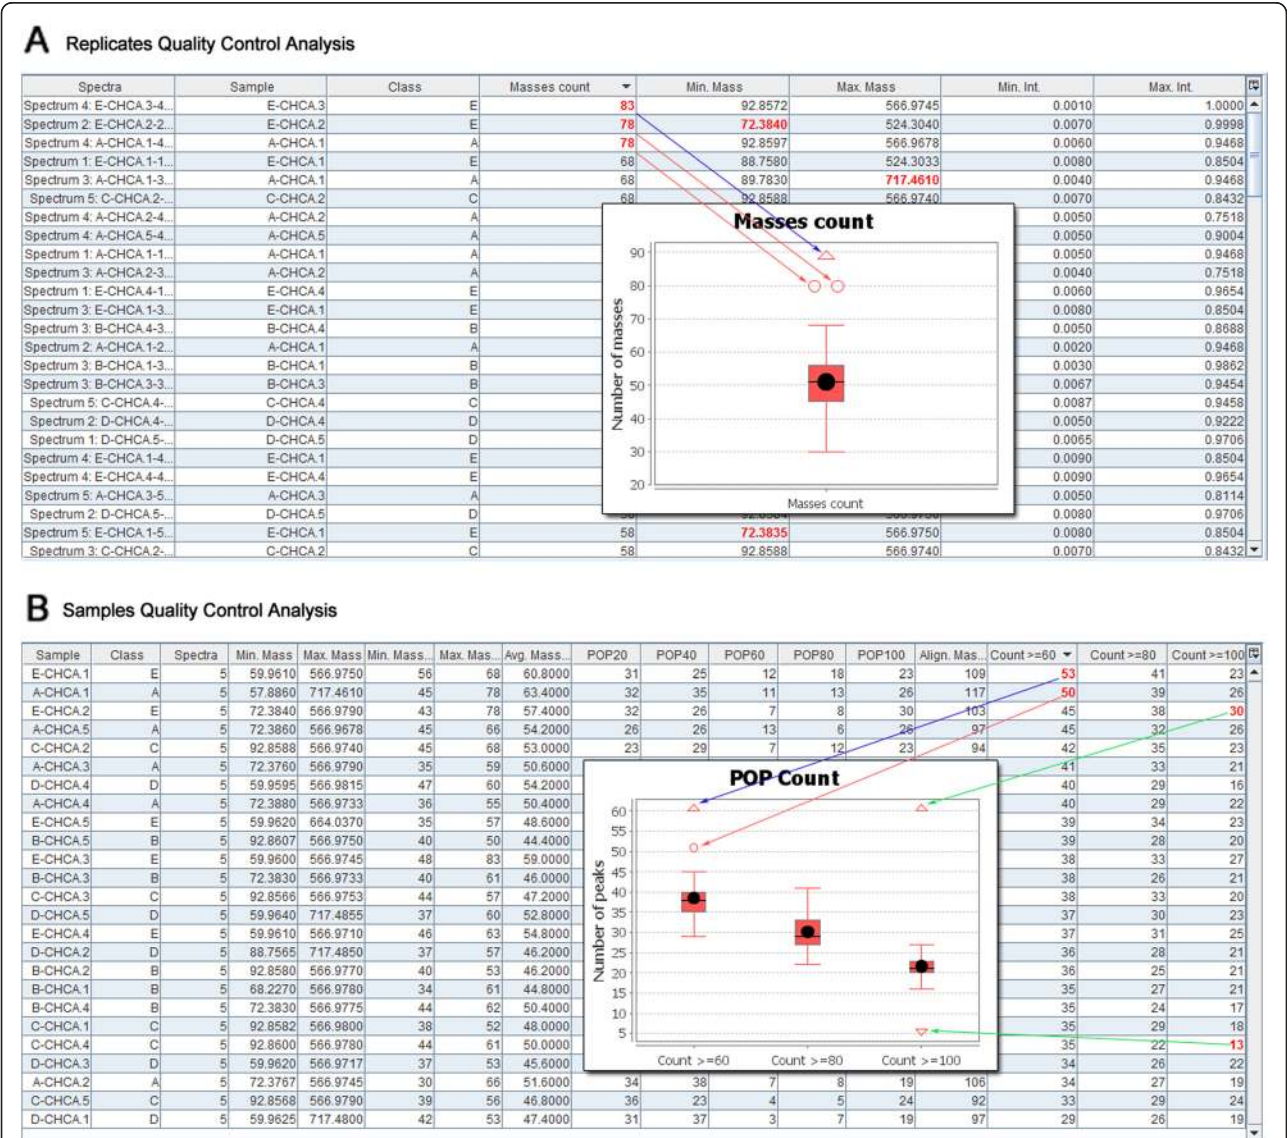 A Replicates Quality Control Analysis
Spectra Sample Class Masses count Min. Mass Max. Mass Min. Int. Max. Int.
Spectrum 4: E-CHCA.3-4... E-CHCA.3 E 83 92.8572 566.9745 0.0010 1.0000
Spectrum 2: E-CHCA.2-2... E-CHCA.2 E 78 72.3840 524.3040 0.0070 0.9998
Spectrum 4: A-CHCA.1-4... A-CHCA.1 A 78 92.8597 566.9678 0.0060 0.9468
Spectrum 1: E-CHCA.1-1... E-CHCA.1 E 68 88.7580 524.3033 0.0080 0.8504
Spectrum 3: A-CHCA.1-3... A-CHCA.1 A 68 89.7830 717.4610 0.0040 0.9468
Spectrum 5: C-CHCA.2-... C-CHCA.2 C 68 92.8588 566.9740 0.0070 0.8432
Spectrum 4: A-CHCA.2-4... A-CHCA.2 A 0.0050 0.7518
Spectrum 4: A-CHCA.5-4... A-CHCA.5 A 0.0050 0.9004
Spectrum 1: A-CHCA.1-1... A-CHCA.1 A 0.0050 0.9468
Spectrum 3: A-CHCA.2-3... A-CHCA.2 A 0.0040 0.7518
Spectrum 1: E-CHCA.4-1... E-CHCA.4 E 0.0060 0.9654
Spectrum 3: E-CHCA.1-3... E-CHCA.1 E 0.0080 0.8504
Spectrum 3: B-CHCA.4-3... B-CHCA.4 B 0.0050 0.8688
Spectrum 2: A-CHCA.1-2... A-CHCA.1 A 0.0020 0.9468
Spectrum 3: B-CHCA.1-3... B-CHCA.1 B 0.0030 0.9862
Spectrum 3: B-CHCA.3-3... B-CHCA.3 B 0.0067 0.9454
Spectrum 5: C-CHCA.4-... C-CHCA.4 C 0.0087 0.9458
Spectrum 2: D-CHCA.4-... D-CHCA.4 D 0.0050 0.9222
Spectrum 1: D-CHCA.5-... D-CHCA.5 D 0.0065 0.9706
Spectrum 4: E-CHCA.1-4... E-CHCA.1 E 0.0090 0.8504
Spectrum 4: E-CHCA.4-4... E-CHCA.4 E 0.0090 0.9654
Spectrum 5: A-CHCA.3-5... A-CHCA.3 A 0.0050 0.8114
Spectrum 2: D-CHCA.5-... D-CHCA.5 D 0.0080 0.9706
Spectrum 5: E-CHCA.1-5... E-CHCA.1 E 58 72.3835 566.9750 0.0080 0.8504
Spectrum 3: C-CHCA.2-... C-CHCA.2 C 58 92.8588 566.9740 0.0070 0.8432
Masses count
Number of masses
90
80
70
60
50
40
30
20
Masses count
B Samples Quality Control Analysis
Sample Class Spectra Min. Mass Max. Mass Min. Mass... Max. Mas... Avg. Mass... POP20 POP40 POP60 POP80 POP100 Align. Mas... Count >=60 Count >=80 Count >=100
E-CHCA.1 E 5 59.9610 566.9750 56 68 60.8000 31 25 12 18 23 109 53 41 23
A-CHCA.1 A 5 57.8860 717.4610 45 78 63.4000 32 35 11 13 26 117 50 39 26
E-CHCA.2 E 5 72.3840 566.9790 43 78 57.4000 32 26 7 8 30 103 45 38 30
A-CHCA.5 A 5 72.3860 566.9678 45 66 54.2000 26 26 13 6 26 97 45 32 26
C-CHCA.2 C 5 92.8588 566.9740 45 68 53.0000 23 29 7 12 23 94 42 35 23
A-CHCA.3 A 5 72.3760 566.9790 35 59 50.6000 41 33 21
D-CHCA.4 D 5 59.9595 566.9815 47 60 54.2000 40 29 16
A-CHCA.4 A 5 72.3880 566.9733 36 55 50.4000 40 29 22
E-CHCA.5 E 5 59.9620 664.0370 35 57 48.6000 39 34 23
B-CHCA.5 B 5 92.8607 566.9750 40 50 44.4000 39 28 20
E-CHCA.3 E 5 59.9600 566.9745 48 83 59.0000 38 33 27
B-CHCA.3 B 5 72.3830 566.9733 40 61 46.0000 38 26 21
C-CHCA.3 C 5 92.8566 566.9753 44 57 47.2000 38 33 20
D-CHCA.5 D 5 59.9640 717.4855 37 60 52.8000 37 30 23
E-CHCA.4 E 5 59.9610 566.9710 46 63 54.8000 37 31 25
D-CHCA.2 D 5 88.7565 717.4850 37 57 46.2000 36 28 21
B-CHCA.2 B 5 92.8580 566.9770 40 53 46.2000 36 25 21
B-CHCA.1 B 5 68.2270 566.9780 34 61 44.8000 35 27 21
B-CHCA.4 B 5 72.3830 566.9775 44 62 50.4000 35 24 17
C-CHCA.1 C 5 92.8582 566.9800 38 52 48.0000 35 29 18
C-CHCA.4 C 5 92.8600 566.9780 44 61 50.0000 35 22 13
D-CHCA.3 D 5 59.9620 566.9717 37 53 45.6000 34 26 22
A-CHCA.2 A 5 72.3767 566.9745 30 66 51.6000 34 38 7 8 19 106 34 27 19
C-CHCA.5 C 5 92.8568 566.9790 39 56 46.8000 36 23 4 5 24 92 33 29 24
D-CHCA.1 D 5 59.9625 717.4800 42 53 47.4000 31 37 3 7 19 97 29 26 19
POP Count
Number of peaks
60
55
50
45
40
35
30
25
20
15
10
5
Count >=60 Count >=80 Count >=100